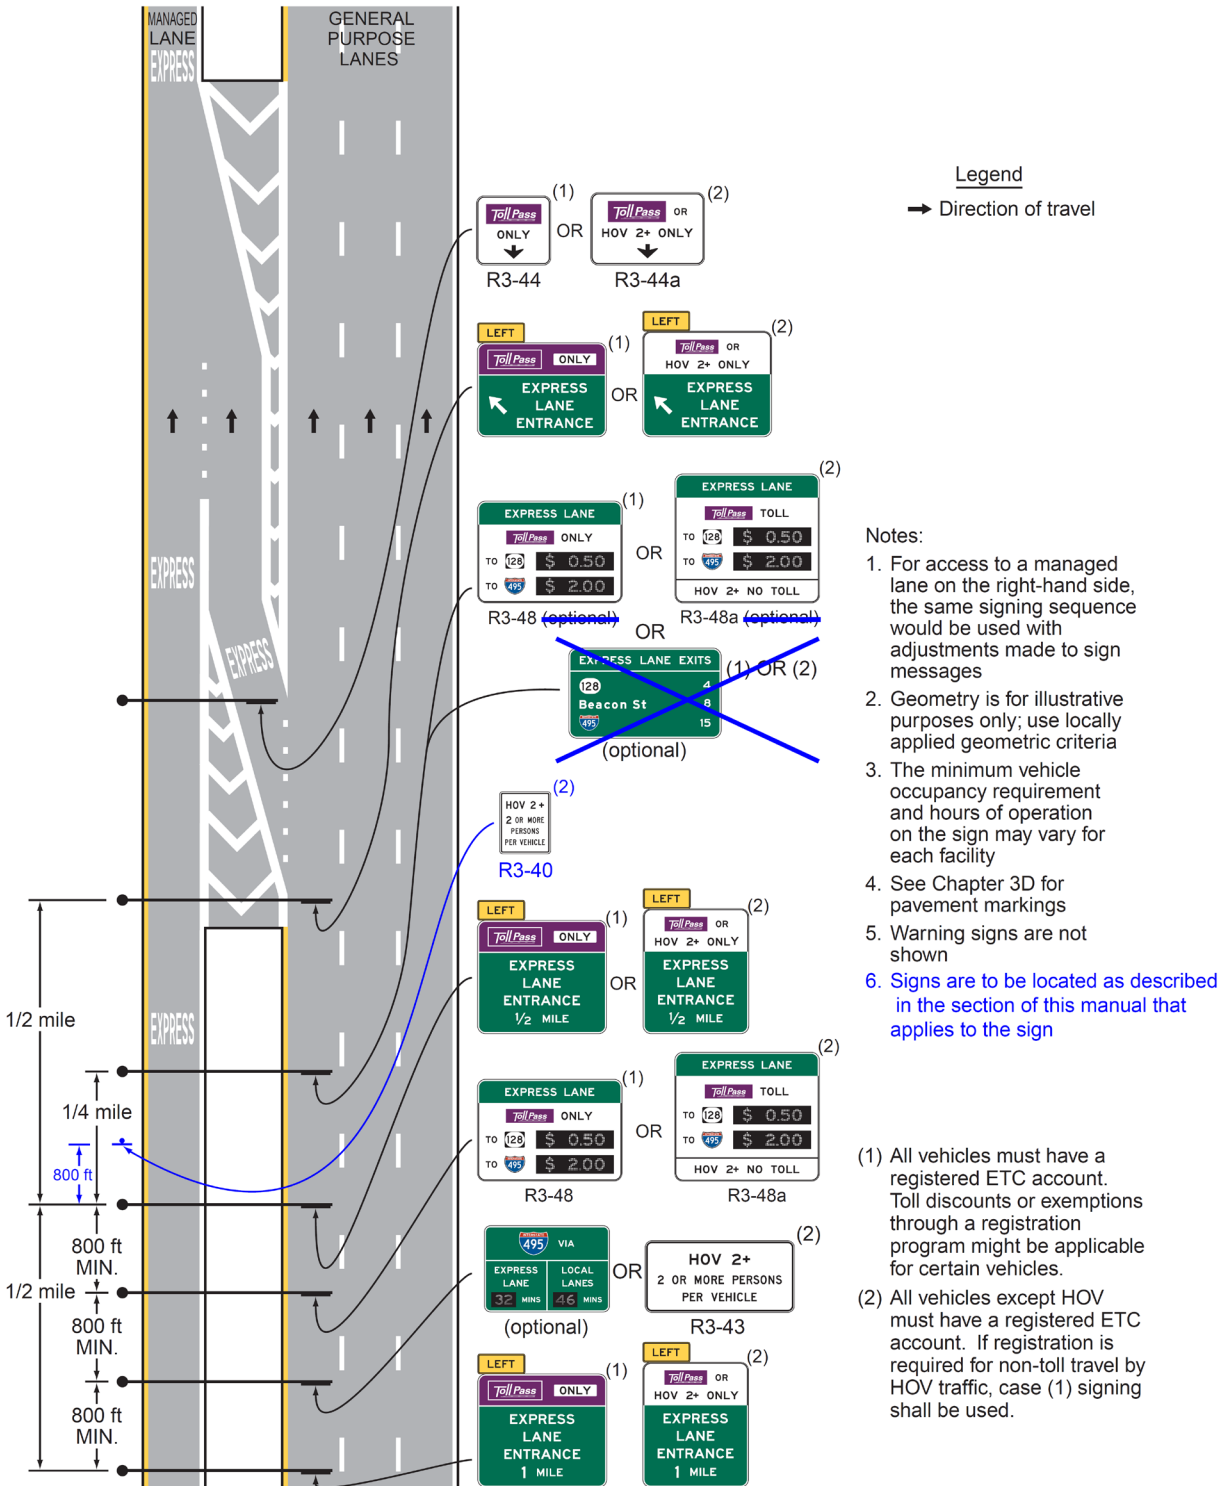 MANAGED
LANE
EXPRESS
GENERAL
PURPOSE
LANES
Legend
Direction of travel
Toll Pass
ONLY
(1)
OR
Toll Pass OR
HOV 2+ ONLY
(2)
R3-44
R3-44a
LEFT
Toll Pass ONLY
EXPRESS
LANE
ENTRANCE
(1)
OR
LEFT
Toll Pass OR
HOV 2+ ONLY
EXPRESS
LANE
ENTRANCE
(2)
EXPRESS LANE
Toll Pass ONLY
TO 128 $ 0.50
TO 495 $ 2.00
(1)
R3-48 (optional)
OR
EXPRESS LANE
Toll Pass TOLL
TO 128 $ 0.50
TO 495 $ 2.00
HOV 2+ NO TOLL
(2)
R3-48a (optional)
OR
EXPRESS LANE EXITS
128 4
Beacon St 8
495 15
(1) OR (2)
(optional)
EXPRESS
EXPRESS
HOV 2+
2 OR MORE
PERSONS
PER VEHICLE
(2)
R3-40
LEFT
Toll Pass ONLY
EXPRESS
LANE
ENTRANCE
1/2 MILE
(1)
OR
LEFT
Toll Pass OR
HOV 2+ ONLY
EXPRESS
LANE
ENTRANCE
1/2 MILE
(2)
EXPRESS
1/2 mile
1/4 mile
800 ft
EXPRESS LANE
Toll Pass ONLY
TO 128 $ 0.50
TO 495 $ 2.00
(1)
R3-48
OR
EXPRESS LANE
Toll Pass TOLL
TO 128 $ 0.50
TO 495 $ 2.00
HOV 2+ NO TOLL
(2)
R3-48a
1/2 mile
800 ft
MIN.
800 ft
MIN.
800 ft
MIN.
INTERSTATE
495 VIA
EXPRESS
LANE
32 MINS
LOCAL
LANES
46 MINS
(optional)
OR
HOV 2+
2 OR MORE PERSONS
PER VEHICLE
(2)
R3-43
LEFT
Toll Pass ONLY
EXPRESS
LANE
ENTRANCE
1 MILE
(1)
OR
LEFT
Toll Pass OR
HOV 2+ ONLY
EXPRESS
LANE
ENTRANCE
1 MILE
(2)
Notes:
1. For access to a managed
lane on the right-hand side,
the same signing sequence
would be used with
adjustments made to sign
messages
2. Geometry is for illustrative
purposes only; use locally
applied geometric criteria
3. The minimum vehicle
occupancy requirement
and hours of operation
on the sign may vary for
each facility
4. See Chapter 3D for
pavement markings
5. Warning signs are not
shown
6. Signs are to be located as described
in the section of this manual that
applies to the sign
(1) All vehicles must have a
registered ETC account.
Toll discounts or exemptions
through a registration
program might be applicable
for certain vehicles.
(2) All vehicles except HOV
must have a registered ETC
account. If registration is
required for non-toll travel by
HOV traffic, case (1) signing
shall be used.